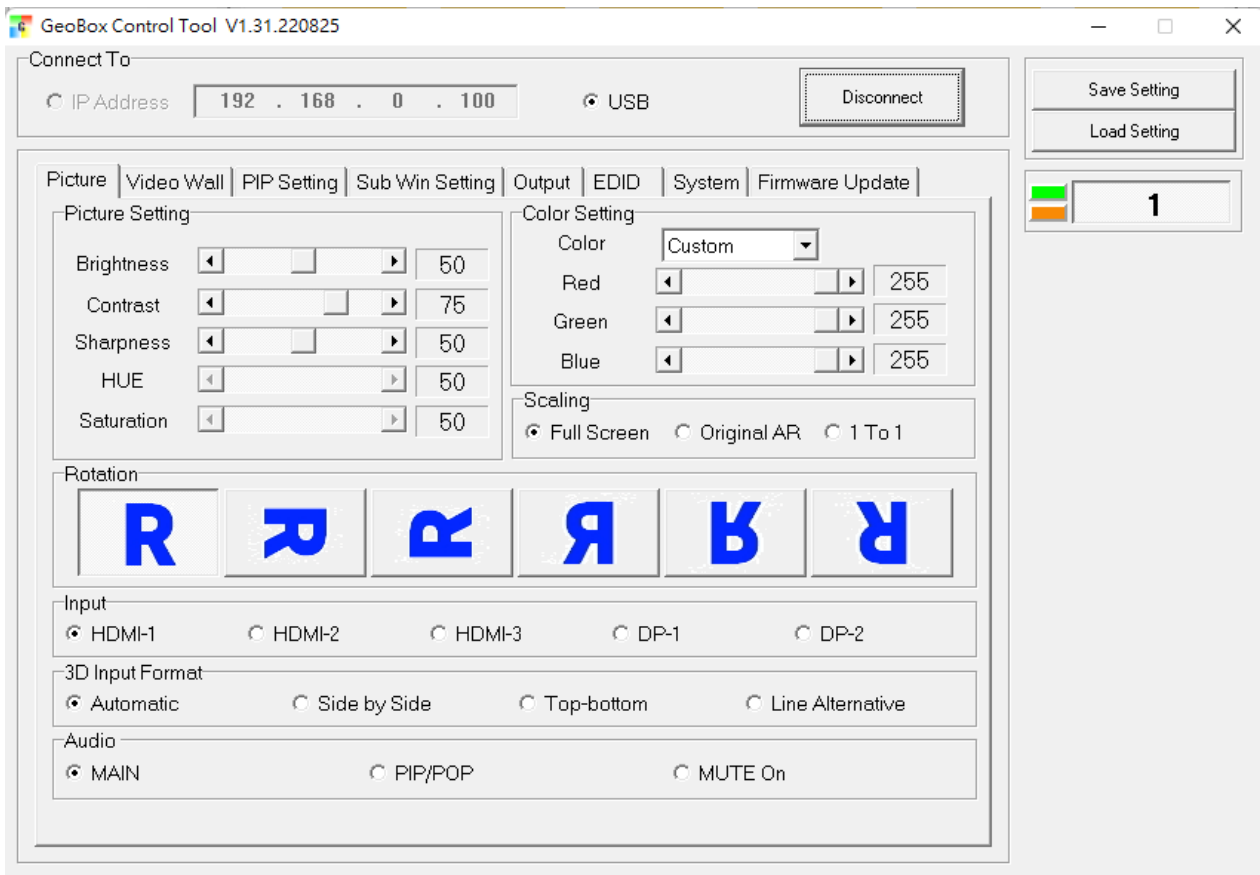 GeoBox Control Tool V1.31.220825
Connect To
IP Address 192 . 168 . 0 . 100 USB Disconnect
Save Setting
Load Setting
1
Picture Video Wall PIP Setting Sub Win Setting Output EDID System Firmware Update
Picture Setting
Brightness 50
Contrast 75
Sharpness 50
HUE 50
Saturation 50
Color Setting
Color Custom
Red 255
Green 255
Blue 255
Scaling
Full Screen Original AR 1 To 1
Rotation
R R R R R R
Input
HDMI-1 HDMI-2 HDMI-3 DP-1 DP-2
3D Input Format
Automatic Side by Side Top-bottom Line Alternative
Audio
MAIN PIP/POP MUTE On